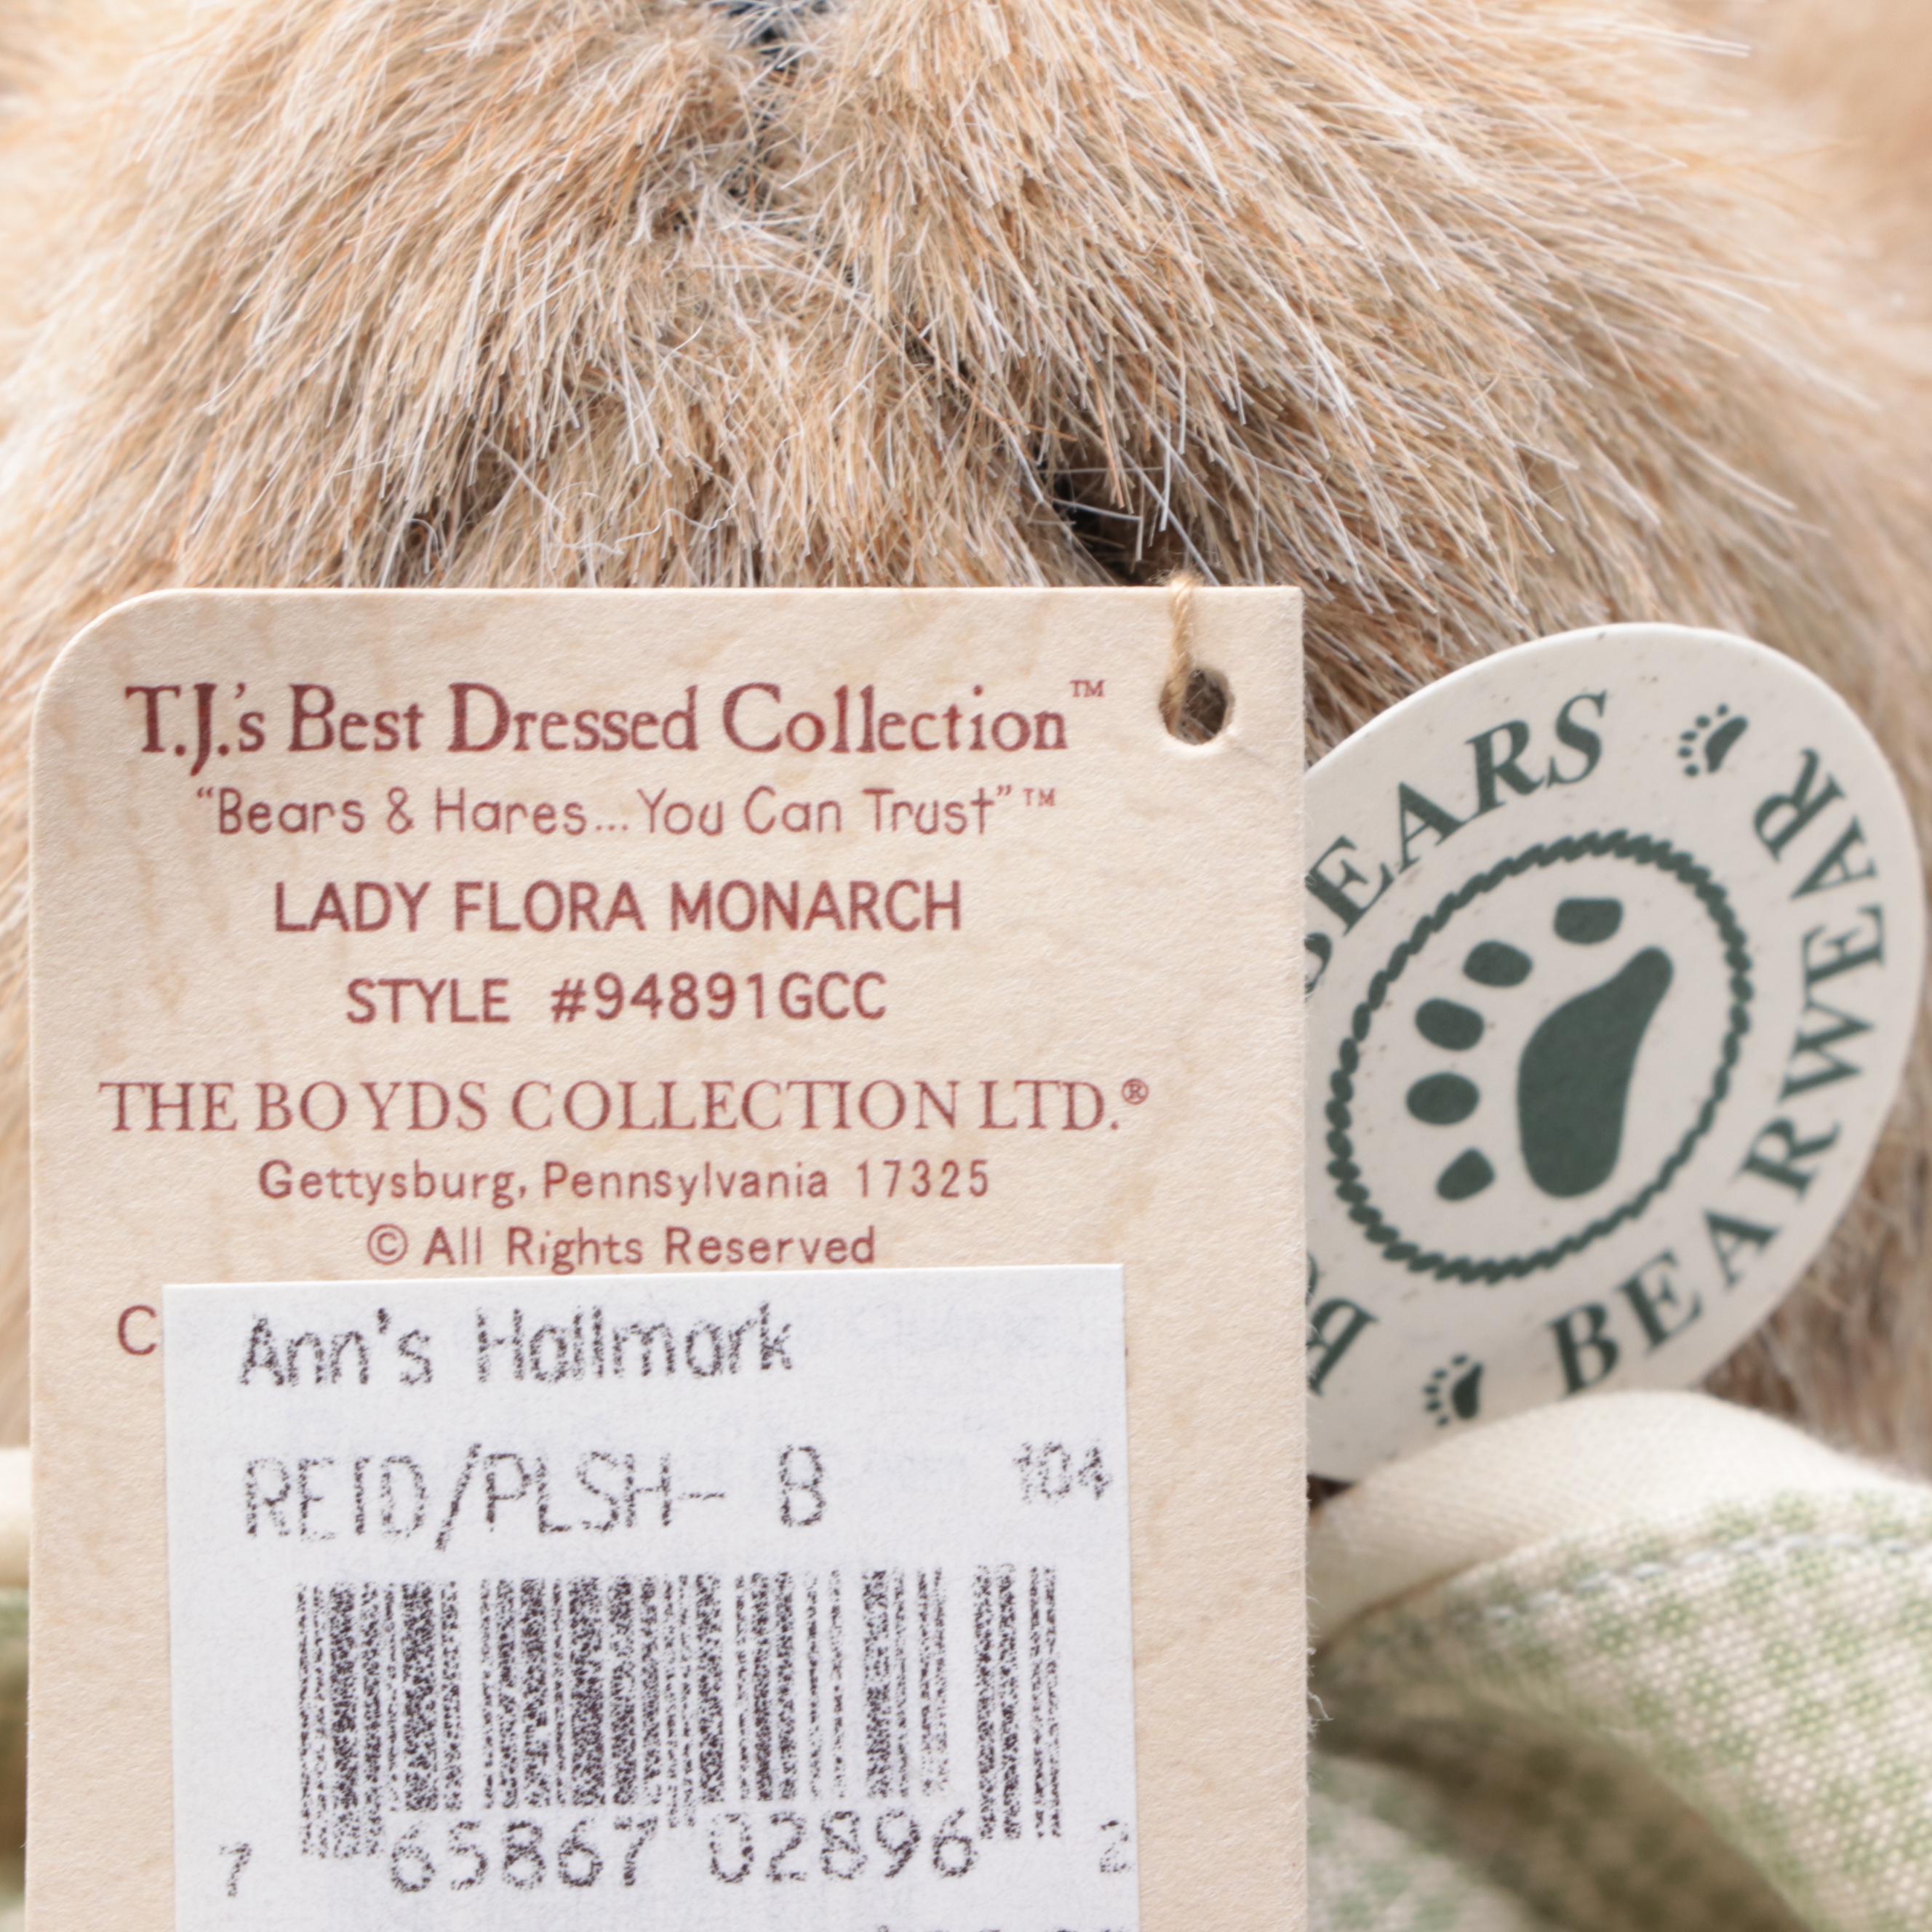 T.J.'s Best Dressed Collection™
"Bears & Hares...You Can Trust"™
LADY FLORA MONARCH
STYLE #94891GCC
THE BOYDS COLLECTION LTD.®
Gettysburg, Pennsylvania 17325
© All Rights Reserved
C
Ann's Hallmark
REID/PLSH- B 104
7 65867 02896 2
BEARS
BEARWEAR